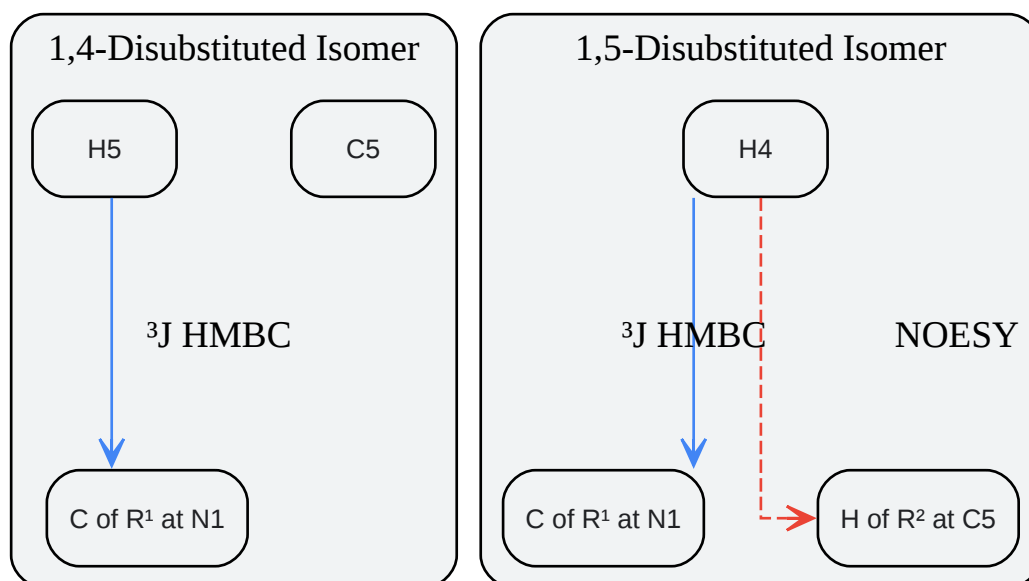 1,4-Disubstituted Isomer
H5
C5
³J HMBC
C of R¹ at N1
1,5-Disubstituted Isomer
H4
³J HMBC
NOESY
C of R¹ at N1
H of R² at C5